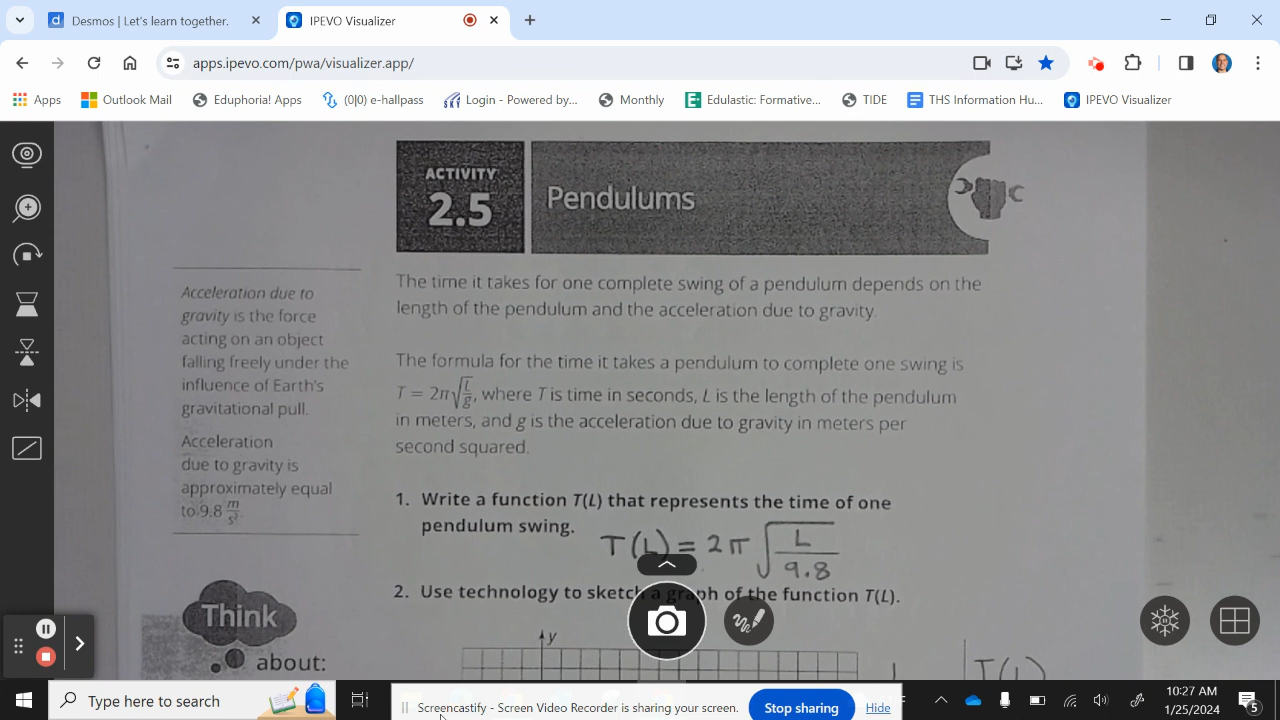 Desmos | Let's learn together.
IPEVO Visualizer
apps.ipevo.com/pwa/visualizer.app/
Apps
Outlook Mail
Eduphoria! Apps
(0|0) e-hallpass
Login - Powered by...
Monthly
Edulastic: Formative...
TIDE
THS Information Hu...
IPEVO Visualizer
ACTIVITY
2.5
Pendulums
The time it takes for one complete swing of a pendulum depends on the
length of the pendulum and the acceleration due to gravity.
The formula for the time it takes a pendulum to complete one swing is
T = 2π√(L/g), where T is time in seconds, L is the length of the pendulum
in meters, and g is the acceleration due to gravity in meters per
second squared.
Acceleration due to
gravity is the force
acting on an object
falling freely under the
influence of Earth's
gravitational pull.
Acceleration
due to gravity is
approximately equal
to 9.8 m/s²
1. Write a function T(L) that represents the time of one
pendulum swing.
T(L) = 2π√(L/9.8)
2. Use technology to sketch a graph of the function T(L).
Think
about:
y
T(L)
Type here to search
Screencastify - Screen Video Recorder is sharing your screen.
Stop sharing
Hide
10:27 AM
1/25/2024
5